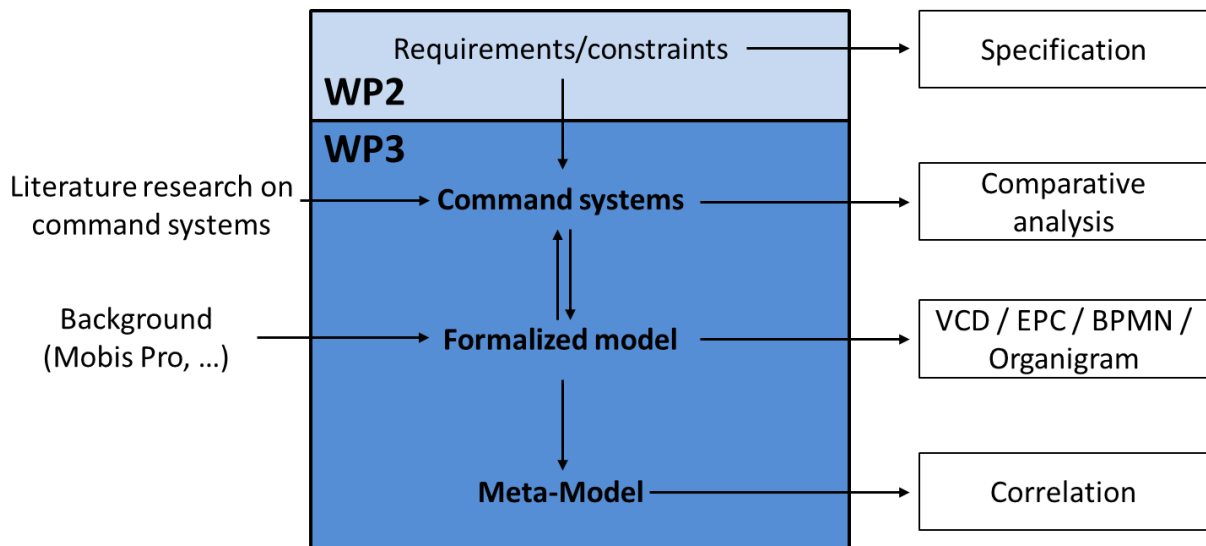 Requirements/constraints
Specification
WP2
WP3
Literature research on
command systems
Command systems
Comparative
analysis
Background
(Mobis Pro, ...)
Formalized model
VCD / EPC / BPMN /
Organigram
Meta-Model
Correlation